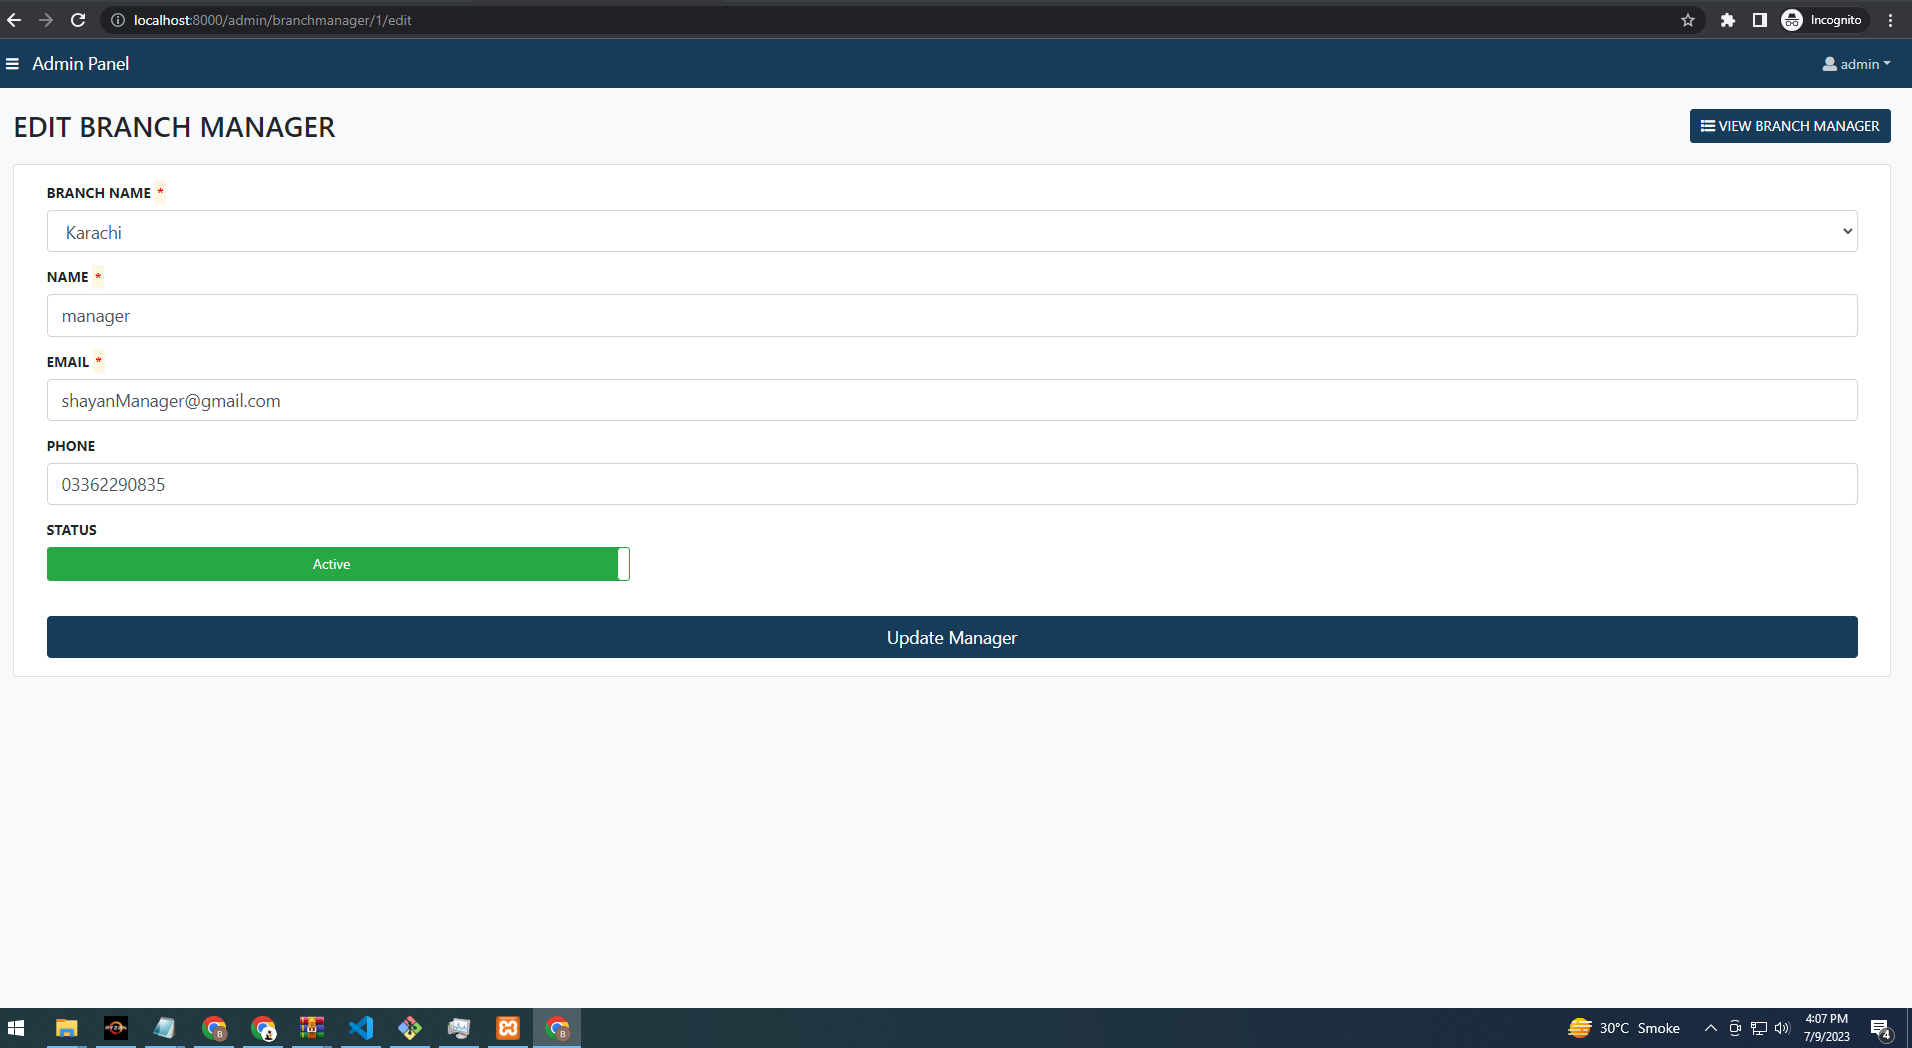 localhost:8000/admin/branchmanager/1/edit
Incognito
Admin Panel
admin
EDIT BRANCH MANAGER
VIEW BRANCH MANAGER
BRANCH NAME *
Karachi
NAME *
manager
EMAIL *
shayanManager@gmail.com
PHONE
03362290835
STATUS
Active
Update Manager
RYZEN
B
B
30°C Smoke
4:07 PM
7/9/2023
4